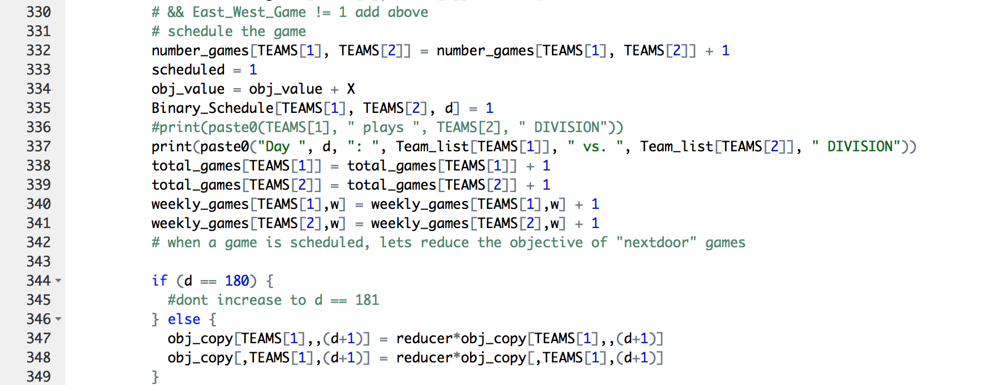 330 # && East_West_Game != 1 add above
331 # schedule the game
332 number_games[TEAMS[1], TEAMS[2]] = number_games[TEAMS[1], TEAMS[2]] + 1
333 scheduled = 1
334 obj_value = obj_value + X
335 Binary_Schedule[TEAMS[1], TEAMS[2], d] = 1
336 #print(paste0(TEAMS[1], " plays ", TEAMS[2], " DIVISION"))
337 print(paste0("Day ", d, ": ", Team_list[TEAMS[1]], " vs. ", Team_list[TEAMS[2]], " DIVISION"))
338 total_games[TEAMS[1]] = total_games[TEAMS[1]] + 1
339 total_games[TEAMS[2]] = total_games[TEAMS[2]] + 1
340 weekly_games[TEAMS[1],w] = weekly_games[TEAMS[1],w] + 1
341 weekly_games[TEAMS[2],w] = weekly_games[TEAMS[2],w] + 1
342 # when a game is scheduled, lets reduce the objective of "nextdoor" games
343
344 if (d == 180) {
345 #dont increase to d == 181
346 } else {
347 obj_copy[TEAMS[1],,(d+1)] = reducer*obj_copy[TEAMS[1],,(d+1)]
348 obj_copy[,TEAMS[1],(d+1)] = reducer*obj_copy[,TEAMS[1],(d+1)]
349 }